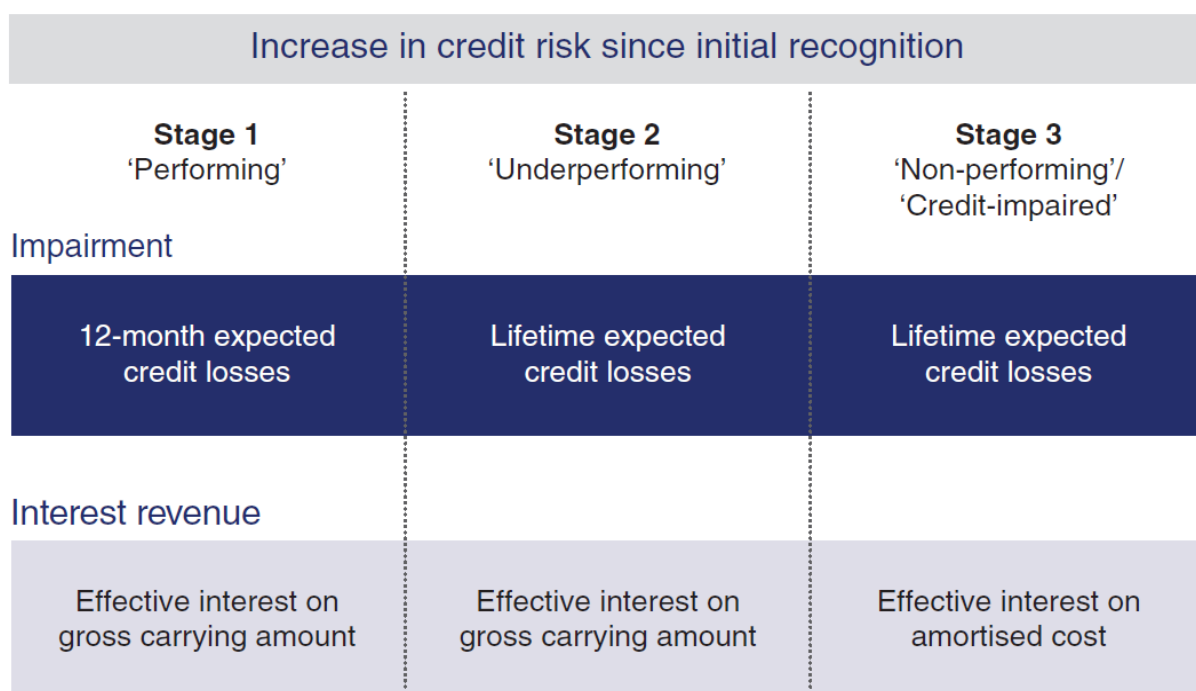 Increase in credit risk since initial recognition
Stage 1
‘Performing’
Stage 2
‘Underperforming’
Stage 3
‘Non-performing’/
‘Credit-impaired’
Impairment
12-month expected
credit losses
Lifetime expected
credit losses
Lifetime expected
credit losses
Interest revenue
Effective interest on
gross carrying amount
Effective interest on
gross carrying amount
Effective interest on
amortised cost